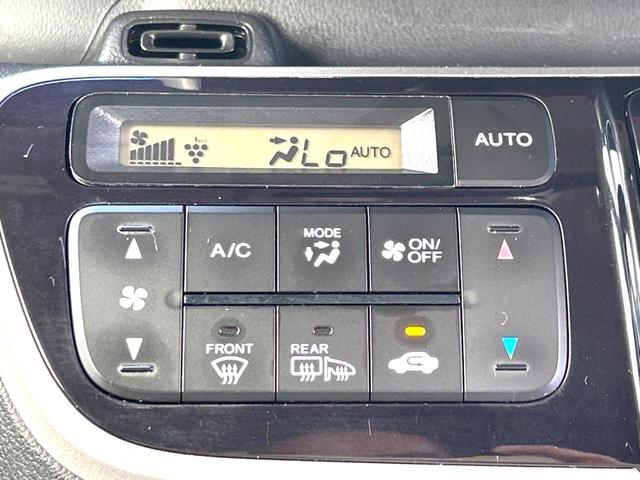 Lo AUTO
AUTO
A/C
MODE
ON/
OFF
FRONT
REAR